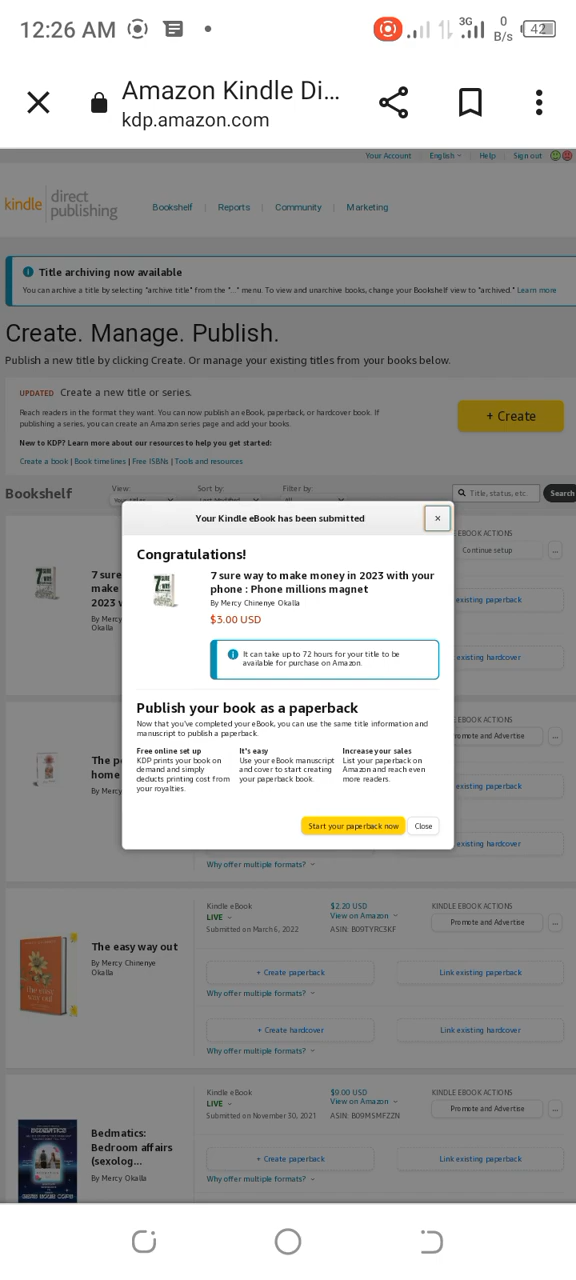 12:26 AM
3G
0
B/s
42
Amazon Kindle Di...
kdp.amazon.com
Your Account
English
Help
Sign out
kindle direct publishing
Bookshelf
Reports
Community
Marketing
Title archiving now available
You can archive a title by selecting "archive title" from the "..." menu. To view and unarchive books, change your Bookshelf view to "archived." Learn more
Create. Manage. Publish.
Publish a new title by clicking Create. Or manage your existing titles from your books below.
UPDATED Create a new title or series.
Reach readers in the format they want. You can now publish an eBook, paperback, or hardcover book. If
publishing a series, you can create an Amazon series page and add your books.
+ Create
New to KDP? Learn more about our resources to help you get started:
Create a book | Book timelines | Free ISBNs | Tools and resources
Bookshelf
View:
Sort by:
Filter by:
Title, status, etc.
Search
Your Kindle eBook has been submitted
×
Congratulations!
7 sure way to make money in 2023 with your
phone : Phone millions magnet
By Mercy Chinenye Okalla
$3.00 USD
It can take up to 72 hours for your title to be
available for purchase on Amazon.
Publish your book as a paperback
Now that you've completed your eBook, you can use the same title information and
manuscript to publish a paperback.
Free online set up
KDP prints your book on
demand and simply
deducts printing cost from
your royalties.
It's easy
Use your eBook manuscript
and cover to start creating
your paperback book.
Increase your sales
List your paperback on
Amazon and reach even
more readers.
Start your paperback now
Close
7 sure
make
2023
By Mercy
Okalla
EBOOK ACTIONS
Continue setup
...
existing paperback
existing hardcover
The
home
By Merc
EBOOK ACTIONS
omote and Advertise
...
existing paperback
existing hardcover
Why offer multiple formats?
The easy way out
By Mercy Chinenye
Okalla
Kindle eBook
LIVE
Submitted on March 6, 2022
$2.20 USD
View on Amazon
ASIN: B09TYRC3KF
KINDLE EBOOK ACTIONS
Promote and Advertise
...
+ Create paperback
Link existing paperback
Why offer multiple formats?
+ Create hardcover
Link existing hardcover
Why offer multiple formats?
Bedmatics:
Bedroom affairs
(sexolog...
By Mercy Okalla
Kindle eBook
LIVE
Submitted on November 30, 2021
$9.00 USD
View on Amazon
ASIN: B09MSMFZZN
KINDLE EBOOK ACTIONS
Promote and Advertise
...
+ Create paperback
Link existing paperback
Why offer multiple formats?